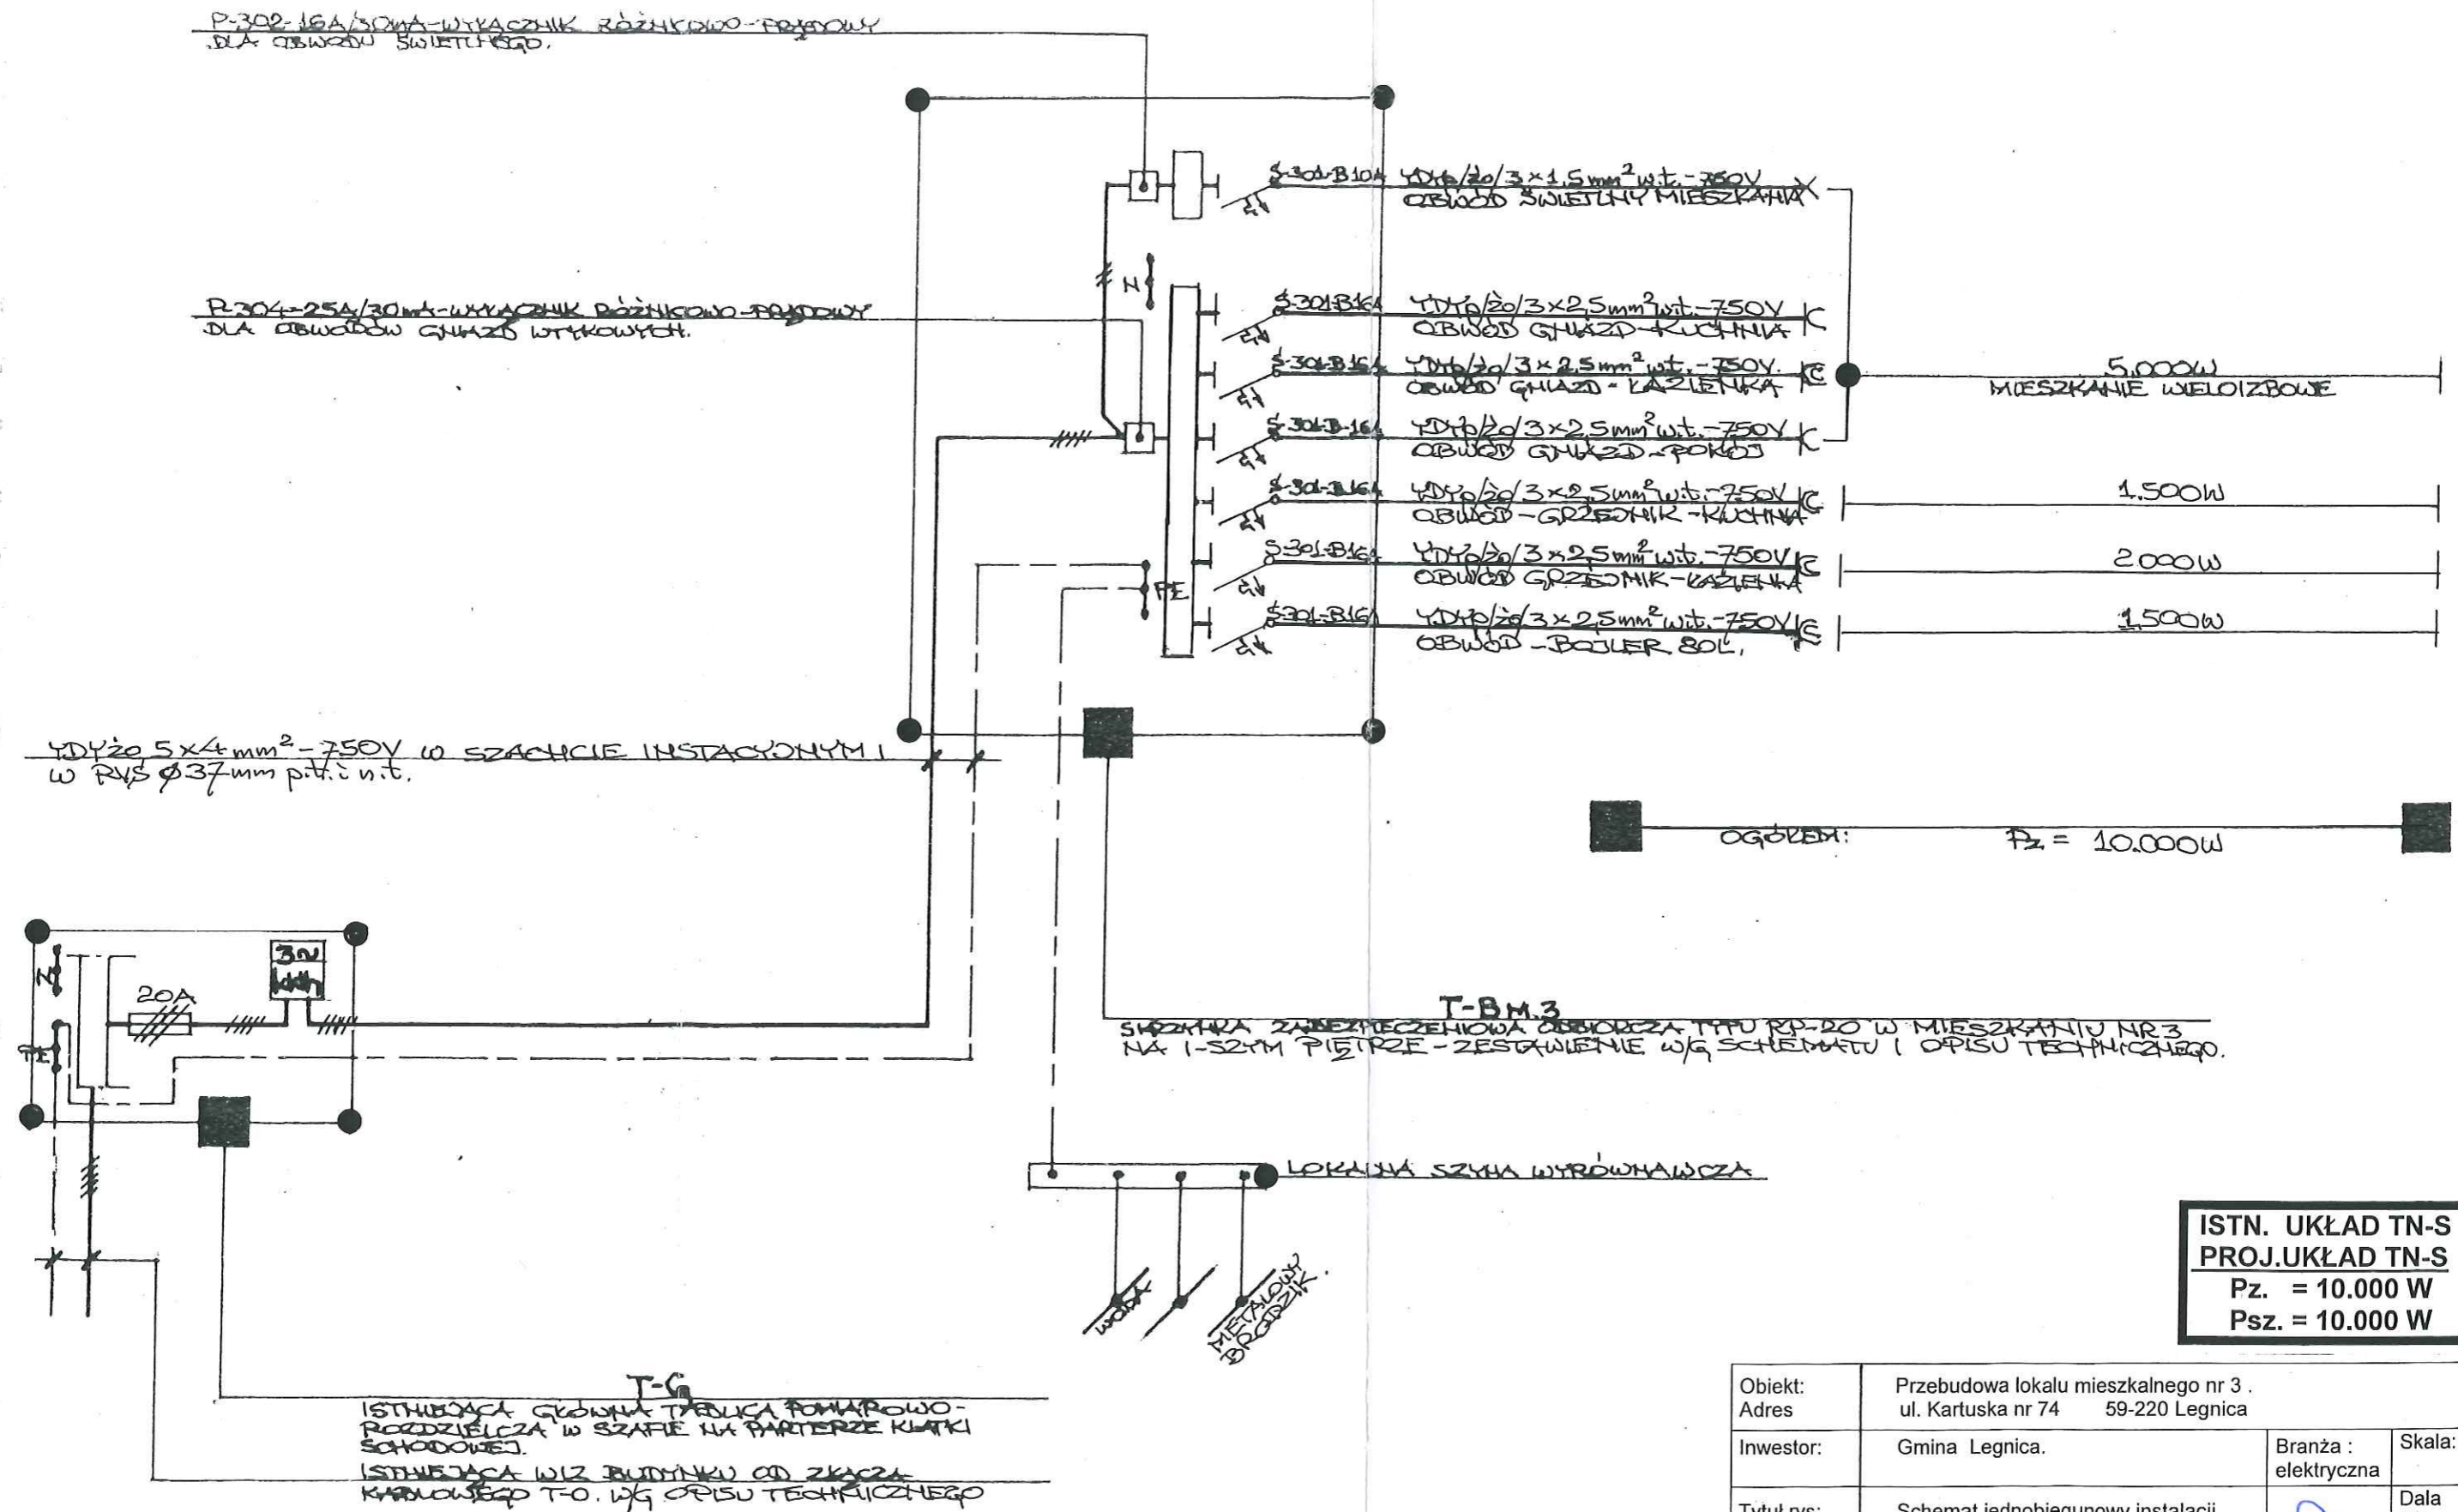 P-302-16A/30mA-WYŁĄCZNIK RÓŻNICOWO-PRĄDOWY
DLA OBWODU ŚWIETLNEGO.
S-301-B10A YDYp/żo/3×1,5mm² w.t.-750V
OBWÓD ŚWIETLNY MIESZKANIA
N
P-304-25A/30mA-WYŁĄCZNIK RÓŻNICOWO-PRĄDOWY
DLA OBWODÓW GNIAZD WTYKOWYCH.
S-301-B16A YDYp/żo/3×2,5mm² w.t.-750V
OBWÓD GNIAZD-KUCHNIA
S-301-B16A YDYp/żo/3×2,5mm² w.t.-750V.
OBWÓD GNIAZD-ŁAZIENKA
5.000W
MIESZKANIE WIELOIZBOWE
S-301-B-16A YDYp/żo/3×2,5mm² w.t.-750V
OBWÓD GNIAZD-POKÓJ
S-301-B16A YDYp/żo/3×2,5mm² w.t.-750V
OBWÓD-GRZEJNIK-KUCHNIA
1.500W
S-301-B16A YDYp/żo/3×2,5mm² w.t.-750V
OBWÓD GRZEJNIK-ŁAZIENKA
2000W
PE
S-301-B16A YDYp/żo/3×2,5mm² w.t.-750V
OBWÓD-BOJLER 80L.
1500W
YDYżo 5×4mm²-750V W SZACHCIE INSTACYJNYM I
W RVS Ø37mm p.t. i n.t.
OGÓŁEM: Pz = 10.000W
N
3~
kWh
20A
PE
T-BM.3
SKRZYNKA ZABEZPIECZENIOWA ODBIORCZA TYPU RP-20 W MIESZKANIU NR 3
NA I-SZYM PIĘTRZE-ZESTAWIENIE W/G SCHEMATU I OPISU TECHNICZNEGO.
LOKALNA SZYNA WYRÓWNAWCZA
WODA
METALOWY
BRODZIK.
T-G
ISTNIEJĄCA GŁÓWNA TABLICA POMIAROWO-
ROZDZIELCZA W SZAFIE NA PARTERZE KLATKI
SCHODOWEJ.
ISTNIEJĄCA WLZ BUDYNKU OD ZŁĄCZA
KABLOWEGO T-O. W/G OPISU TECHNICZNEGO
ISTN. UKŁAD TN-S
PROJ.UKŁAD TN-S
Pz. = 10.000 W
Psz. = 10.000 W
Obiekt: Przebudowa lokalu mieszkalnego nr 3 .
Adres ul. Kartuska nr 74 59-220 Legnica
Inwestor: Gmina Legnica.
Branża :
elektryczna
Skala:
Tytuł rys: Schemat jednobiegunowy instalacji
Dala